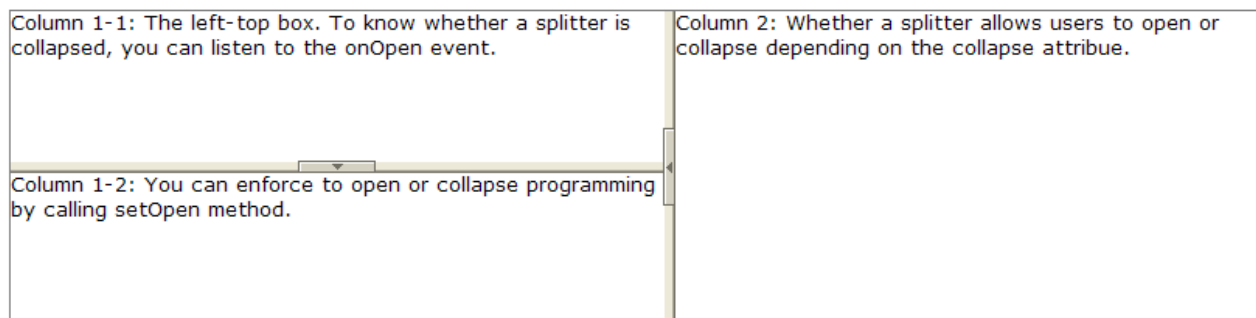 Column 1-1: The left-top box. To know whether a splitter is
collapsed, you can listen to the onOpen event.
Column 1-2: You can enforce to open or collapse programming
by calling setOpen method.
Column 2: Whether a splitter allows users to open or
collapse depending on the collapse attribue.